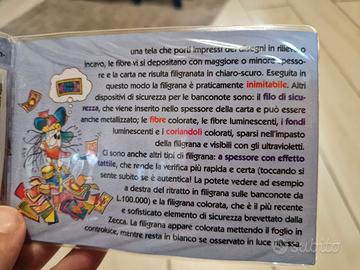 una tela che porti impressi dei disegni in rilievo o
incavo, le fibre vi si depositano con maggiore o minore spesso-
re e la carta ne risulta filigranata in chiaro-scuro. Eseguita in
questo modo la filigrana è praticamente inimitabile. Altri
dispositivi di sicurezza per le banconote sono: il filo di sicu-
rezza, che viene inserito nello spessore della carta e può essere
anche metallizzato; le fibre colorate, le fibre luminescenti, i fondi
luminescenti e i coriandoli colorati, sparsi nell'impasto
della filigrana e visibili con gli ultravioletti.
Ci sono anche altri tipi di filigrana: a spessore con effetto
tattile, che rende la verifica più rapida e certa (toccando si
sente subito se è autentica! La potete vedere ad esempio
a destra del ritratto in filigrana sulle banconote da
L.100.000) e la filigrana colorata, che è il più recente
e sofisticato elemento di sicurezza brevettato dalla
Zecca. La filigrana appare colorata mettendo il foglio in
controluce, mentre resta in bianco se osservato in luce
Subito.it